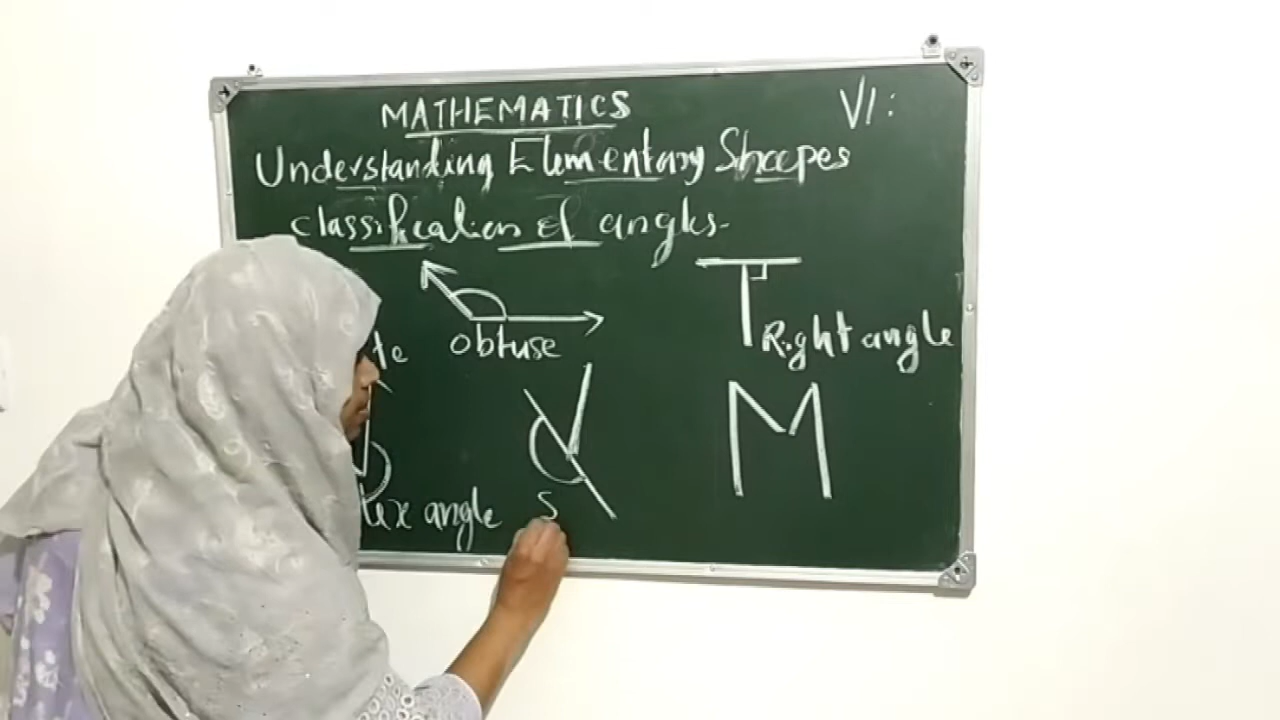 MATHEMATICS
VI:
Understanding Elementary Shapes
classification of angles.
te
obtuse
Right angle
M
lex angle
S